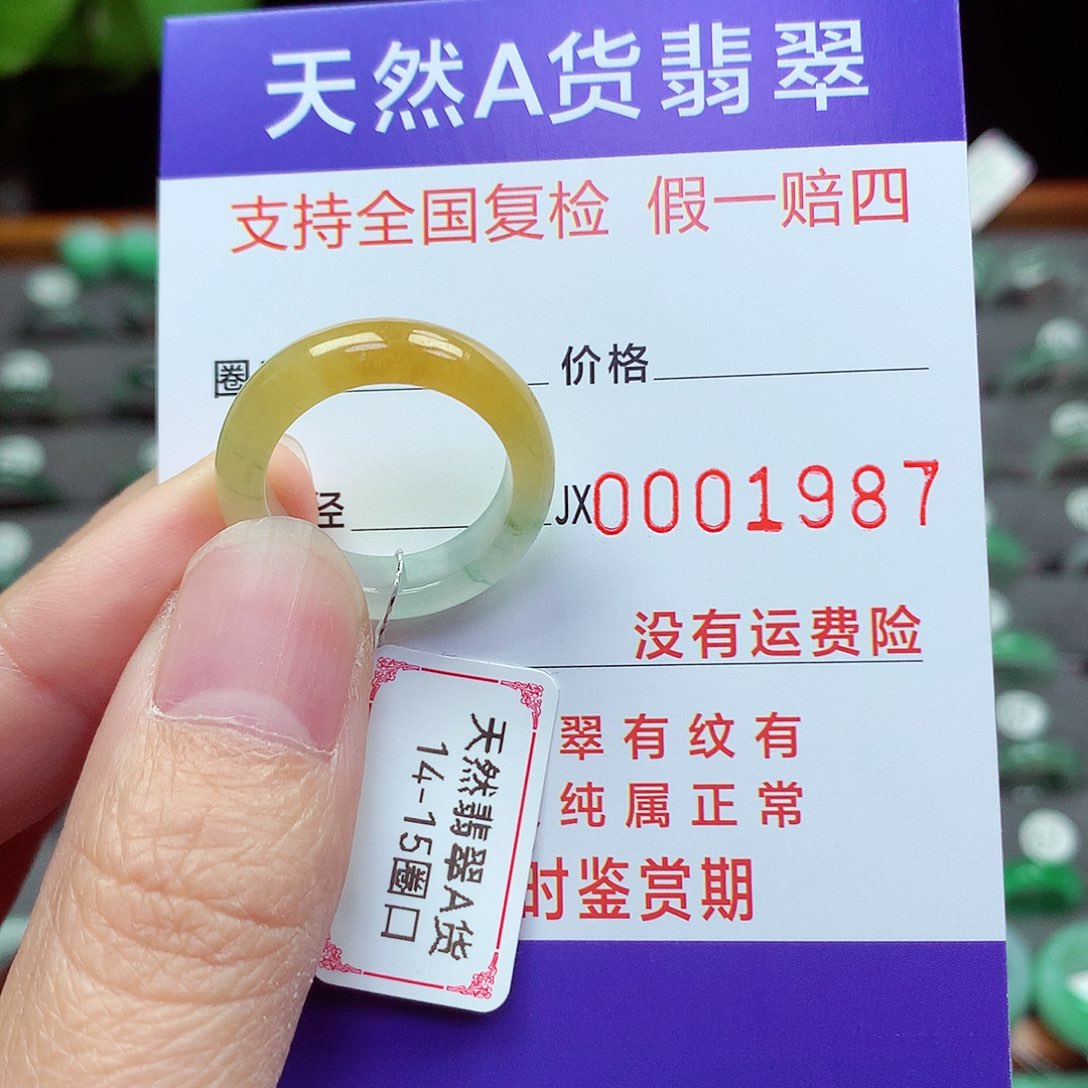 天然A货翡翠
支持全国复检 假一赔四
圈
价格
径
JX0001987
没有运费险
翠有纹有
纯属正常
时鉴赏期
天然翡翠A货
14-15圈口